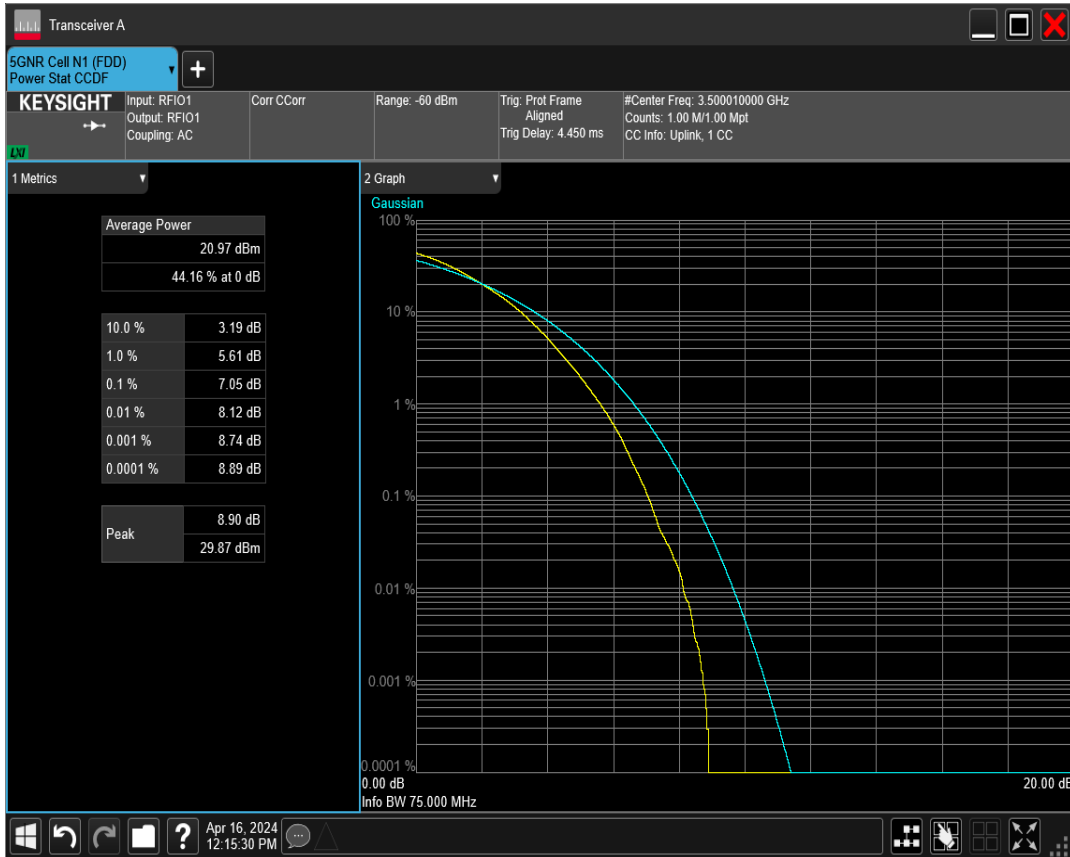 Transceiver A
5GNR Cell N1 (FDD)
Power Stat CCDF
KEYSIGHT
LXI
Input: RFIO1
Output: RFIO1
Coupling: AC
Corr CCorr
Range: -60 dBm
Trig: Prot Frame
Aligned
Trig Delay: 4.450 ms
#Center Freq: 3.500010000 GHz
Counts: 1.00 M/1.00 Mpt
CC Info: Uplink, 1 CC
1 Metrics
Average Power
20.97 dBm
44.16 % at 0 dB
10.0 % 3.19 dB
1.0 % 5.61 dB
0.1 % 7.05 dB
0.01 % 8.12 dB
0.001 % 8.74 dB
0.0001 % 8.89 dB
Peak
8.90 dB
29.87 dBm
2 Graph
Gaussian
100 %
10 %
1 %
0.1 %
0.01 %
0.001 %
0.0001 %
0.00 dB 20.00 dB
Info BW 75.000 MHz
?
Apr 16, 2024
12:15:30 PM